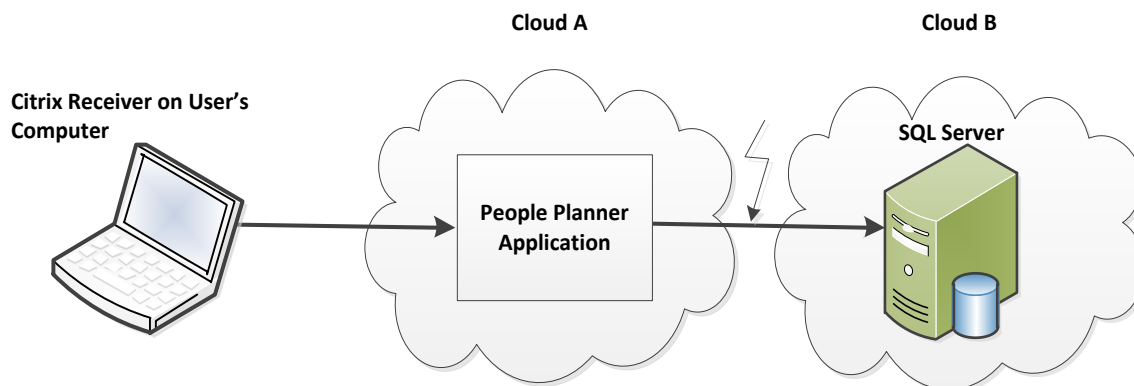 Cloud A
Cloud B
Citrix Receiver on User's
Computer
SQL Server
People Planner
Application